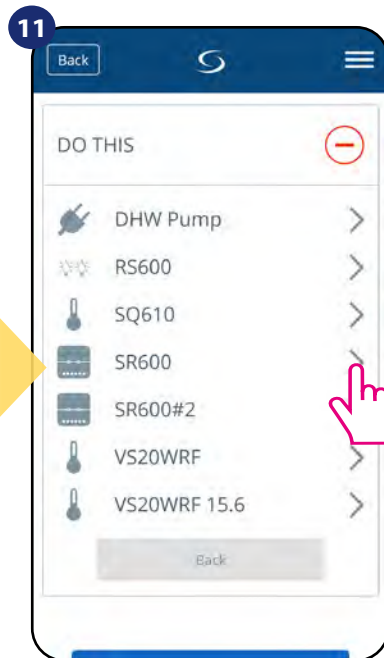 11
Back
DO THIS
DHW Pump
RS600
SQ610
SR600
SR600#2
VS20WRF
VS20WRF 15.6
Back